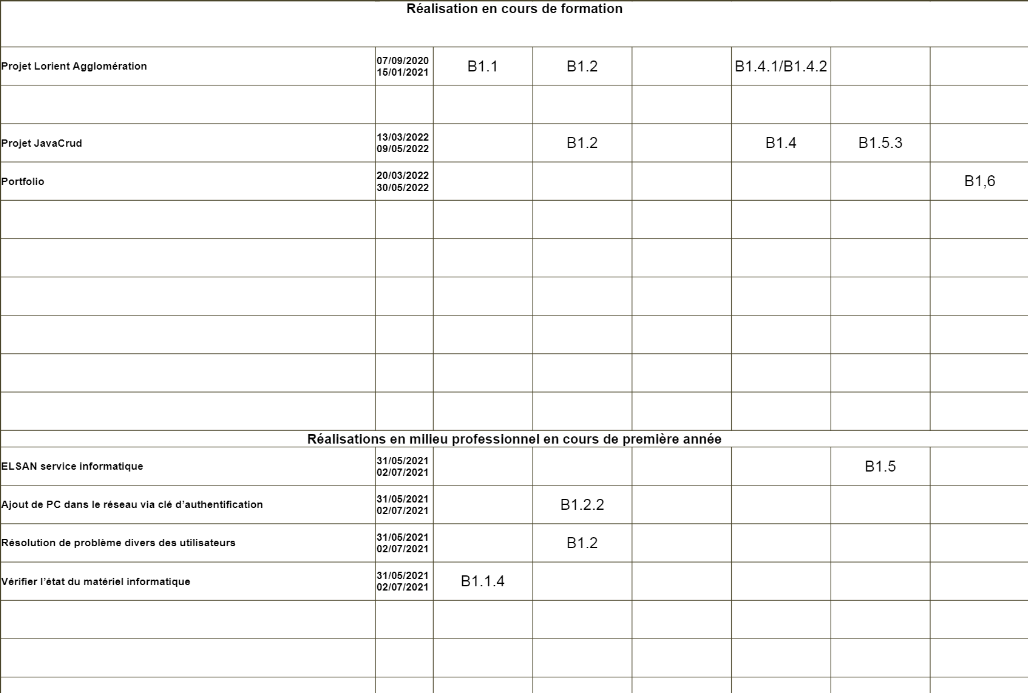 Réalisation en cours de formation
Projet Lorient Agglomération 07/09/2020 15/01/2021 B1.1 B1.2 B1.4.1/B1.4.2
Projet JavaCrud 13/03/2022 09/05/2022 B1.2 B1.4 B1.5.3
Portfolio 20/03/2022 30/05/2022 B1,6
Réalisations en milieu professionnel en cours de première année
ELSAN service informatique 31/05/2021 02/07/2021 B1.5
Ajout de PC dans le réseau via clé d’authentification 31/05/2021 02/07/2021 B1.2.2
Résolution de problème divers des utilisateurs 31/05/2021 02/07/2021 B1.2
Vérifier l’état du matériel informatique 31/05/2021 02/07/2021 B1.1.4